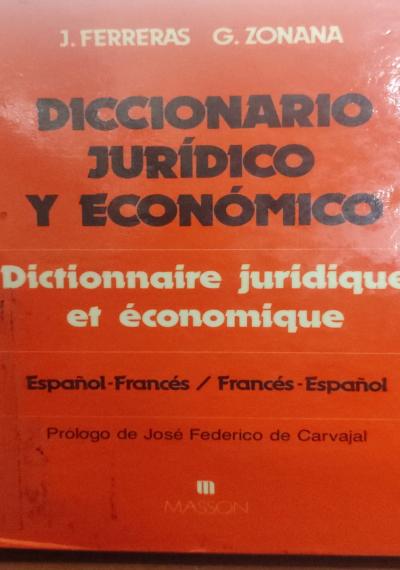 J. FERRERAS G. ZONANA
DICCIONARIO
JURÍDICO
Y ECONÓMICO
Dictionnaire juridique
et économique
Español-Francés / Francés-Español
Prólogo de José Federico de Carvajal
m
MASSON